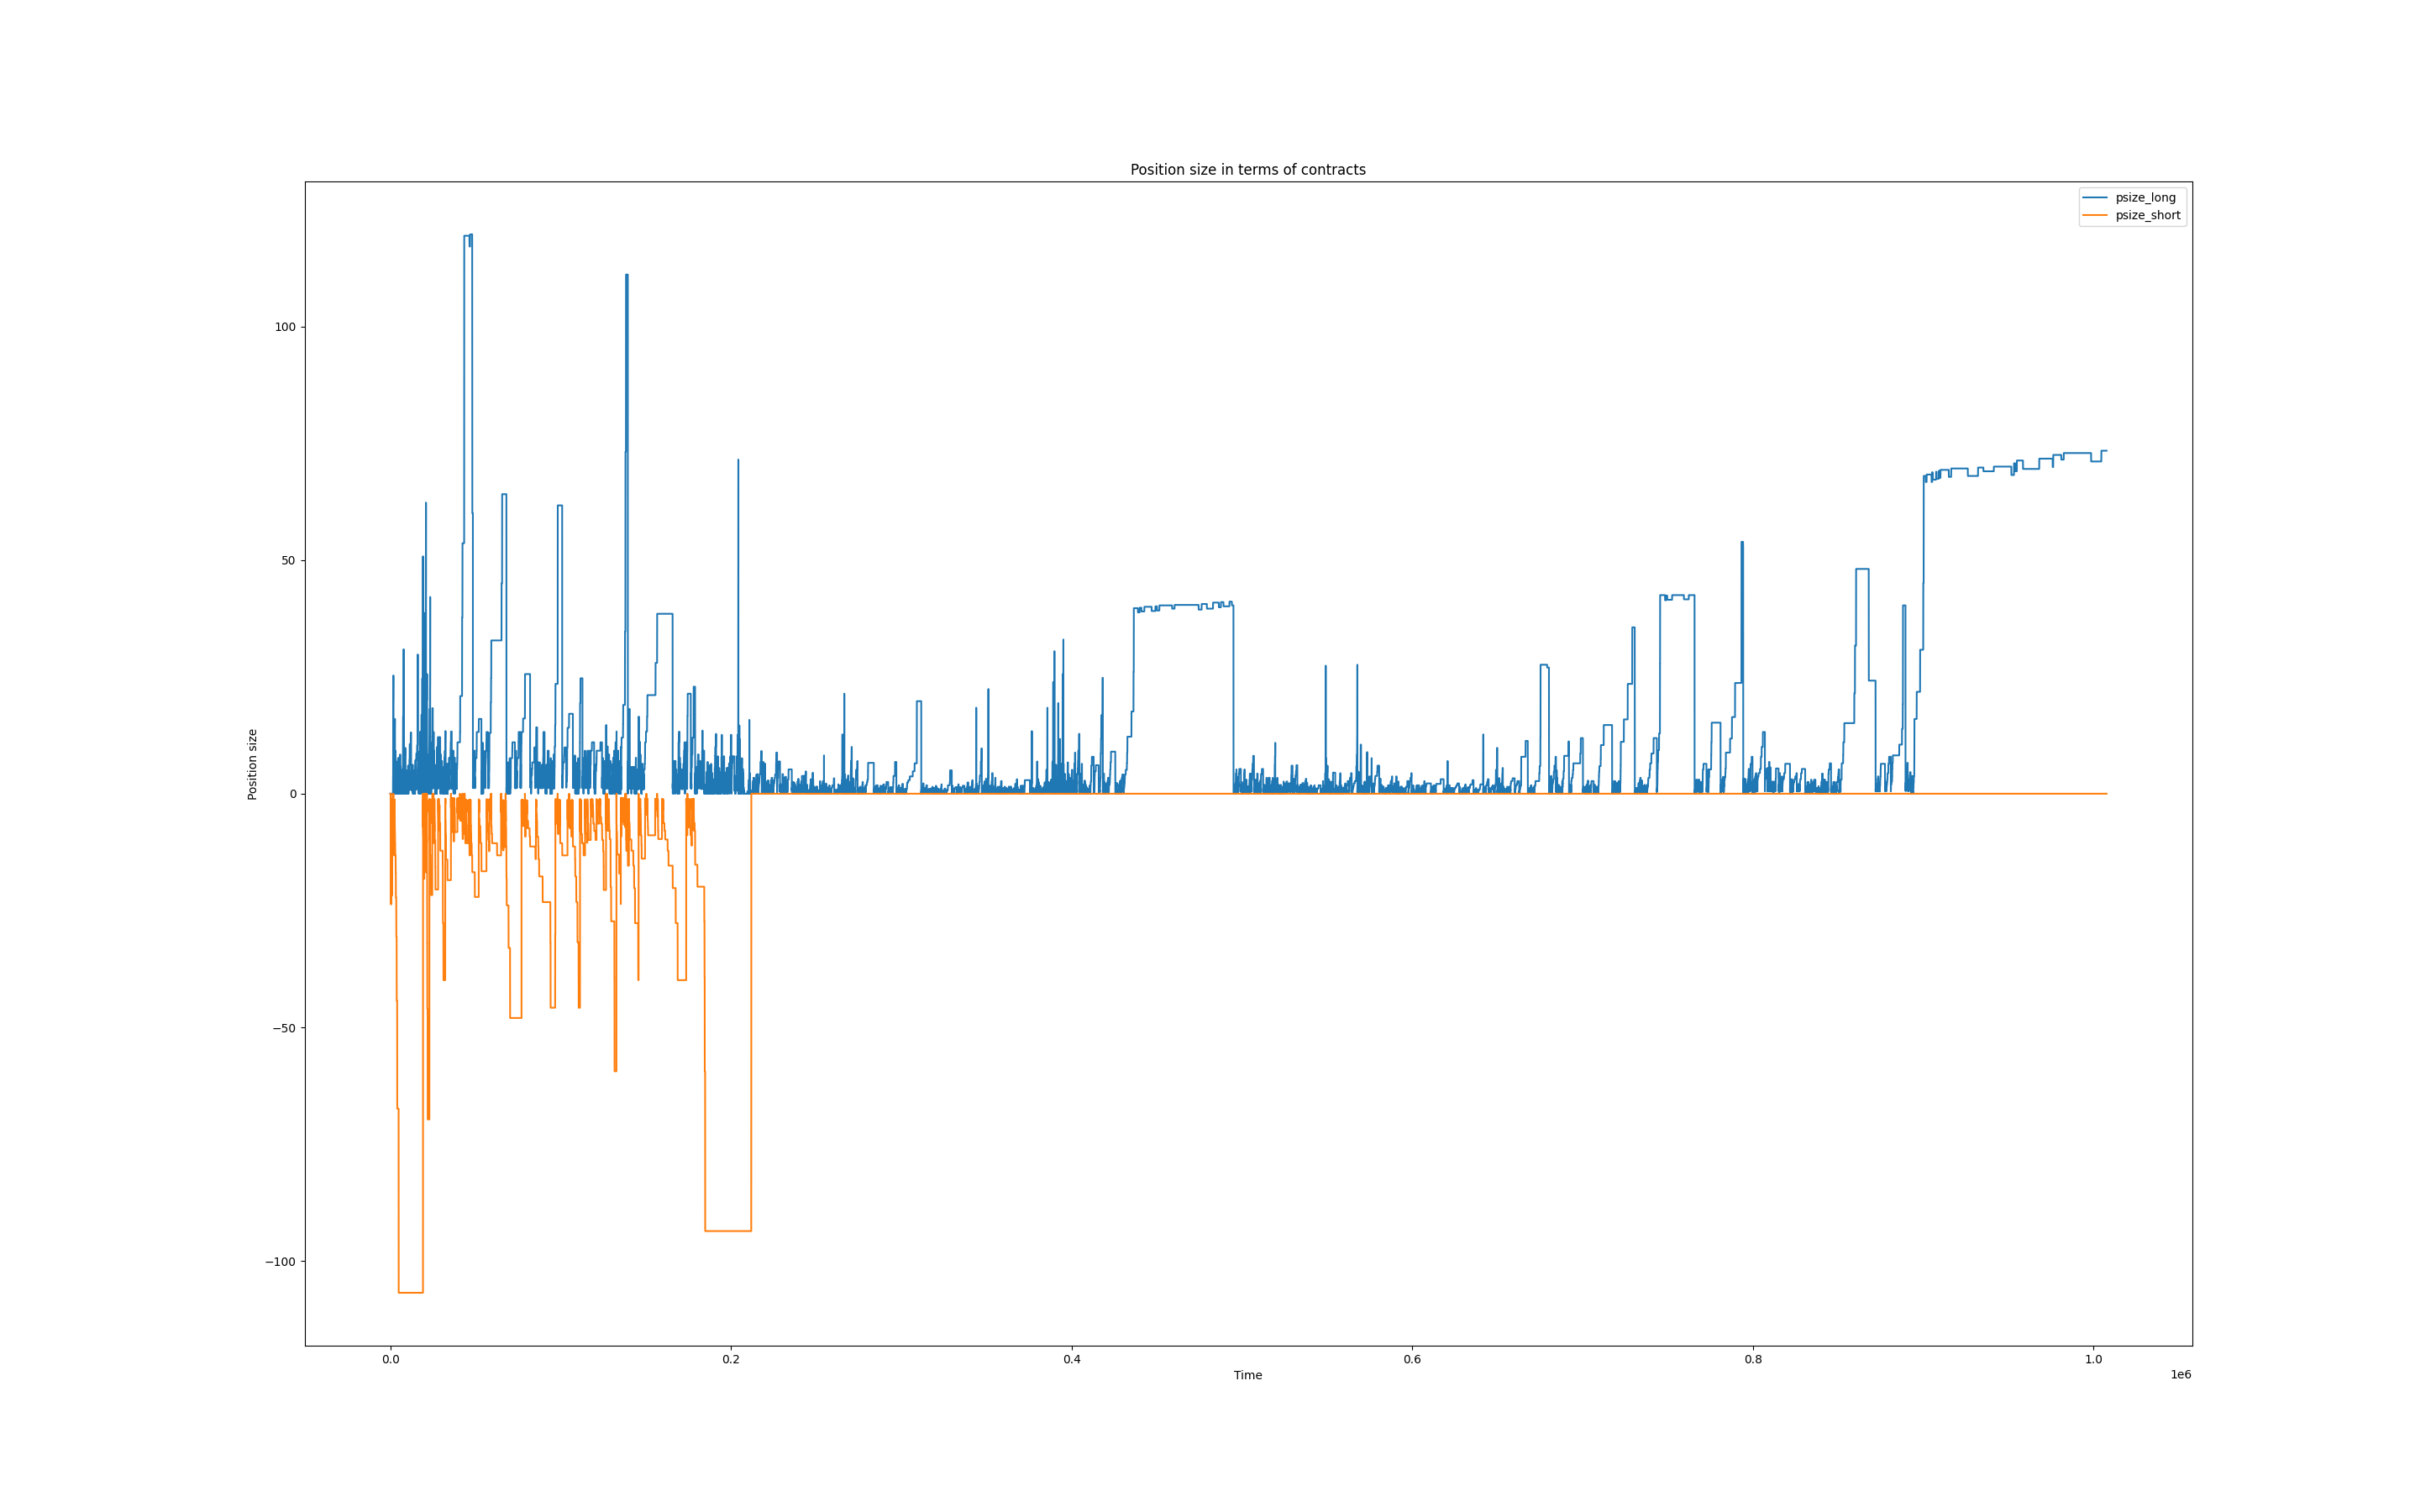 Position size in terms of contracts
psize_long
psize_short
100
50
0
−50
−100
Position size
0.0
0.2
0.4
0.6
0.8
1.0
1e6
Time